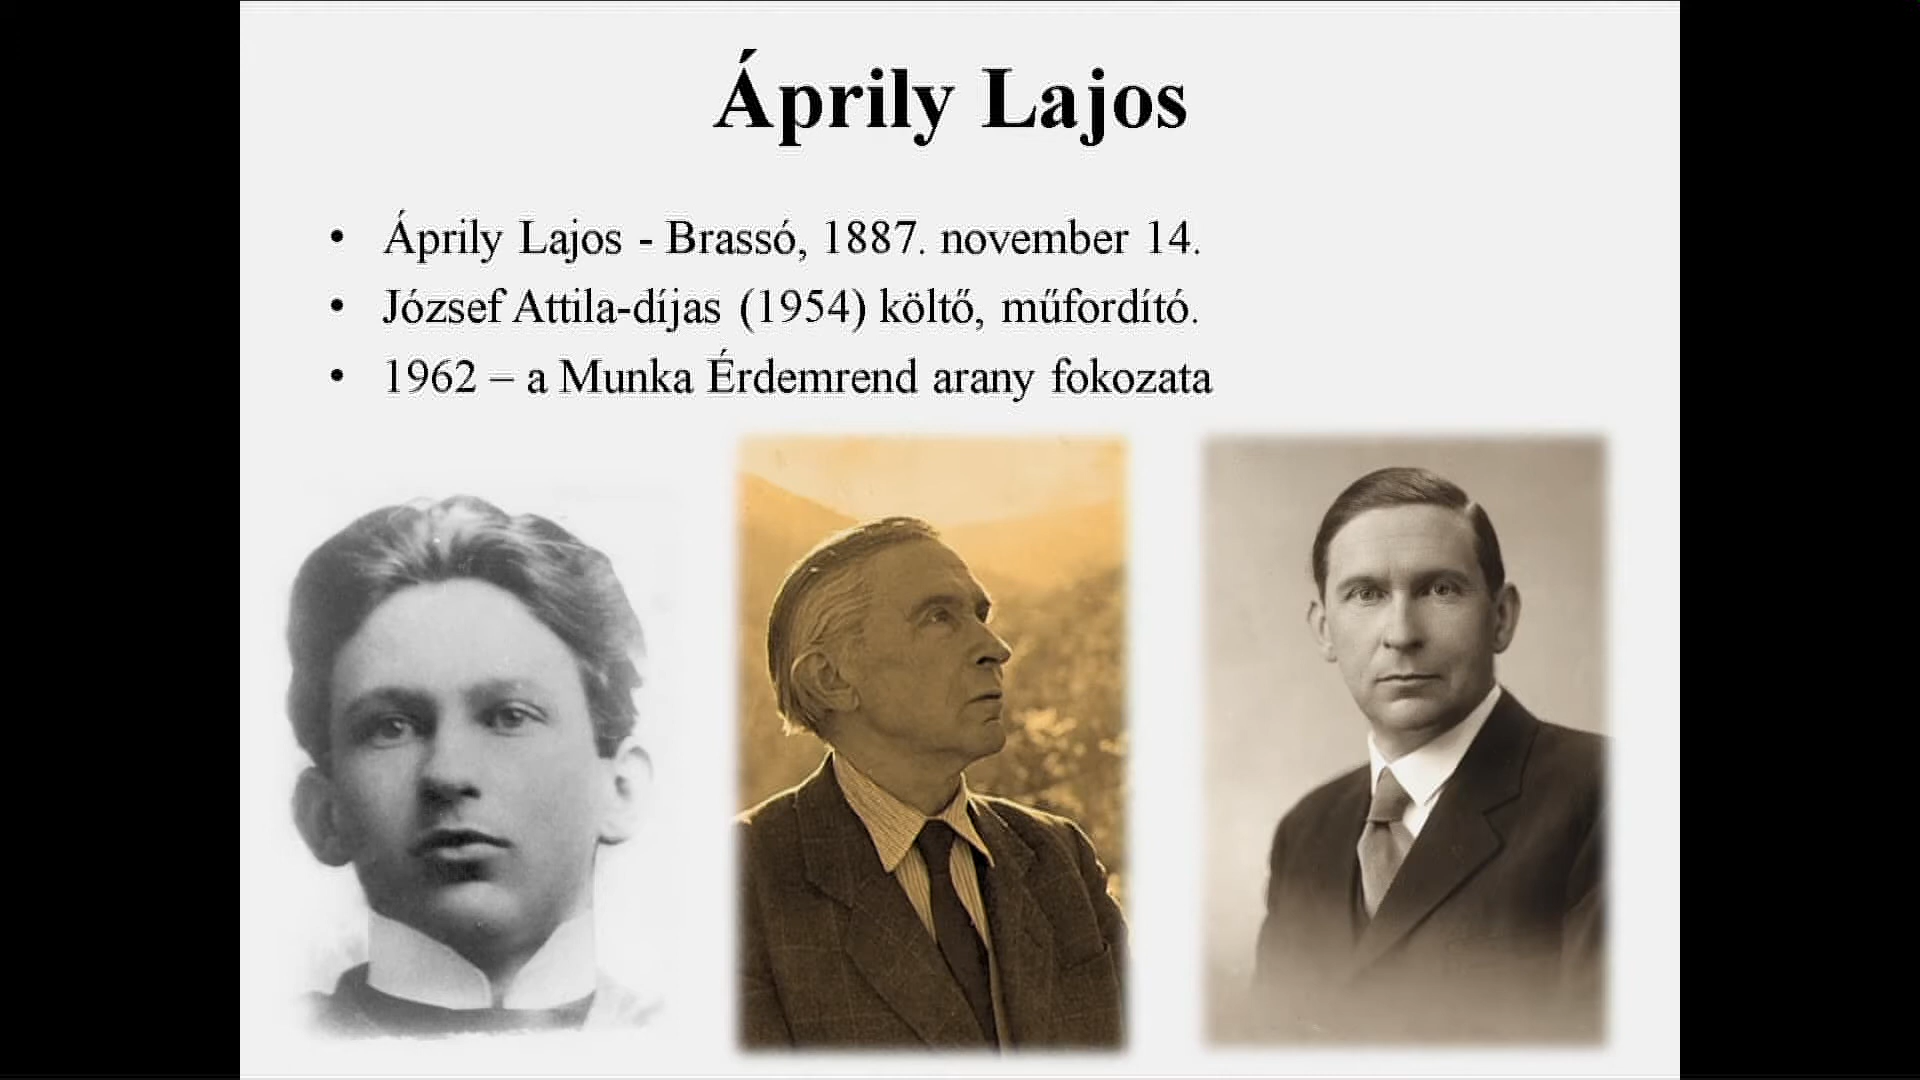 Áprily Lajos
• Áprily Lajos - Brassó, 1887. november 14.
• József Attila-díjas (1954) költő, műfordító.
• 1962 – a Munka Érdemrend arany fokozata